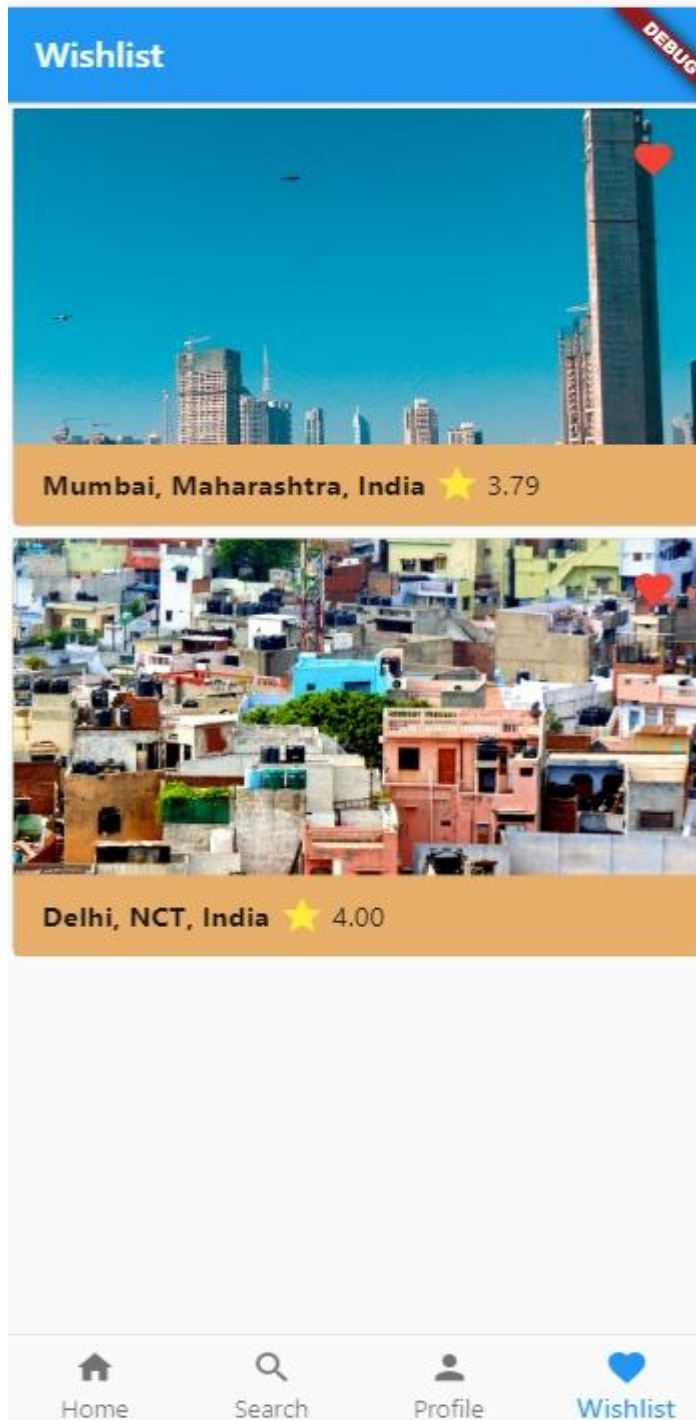 Wishlist
DEBUG
Mumbai, Maharashtra, India 3.79
Delhi, NCT, India 4.00
Home Search Profile Wishlist